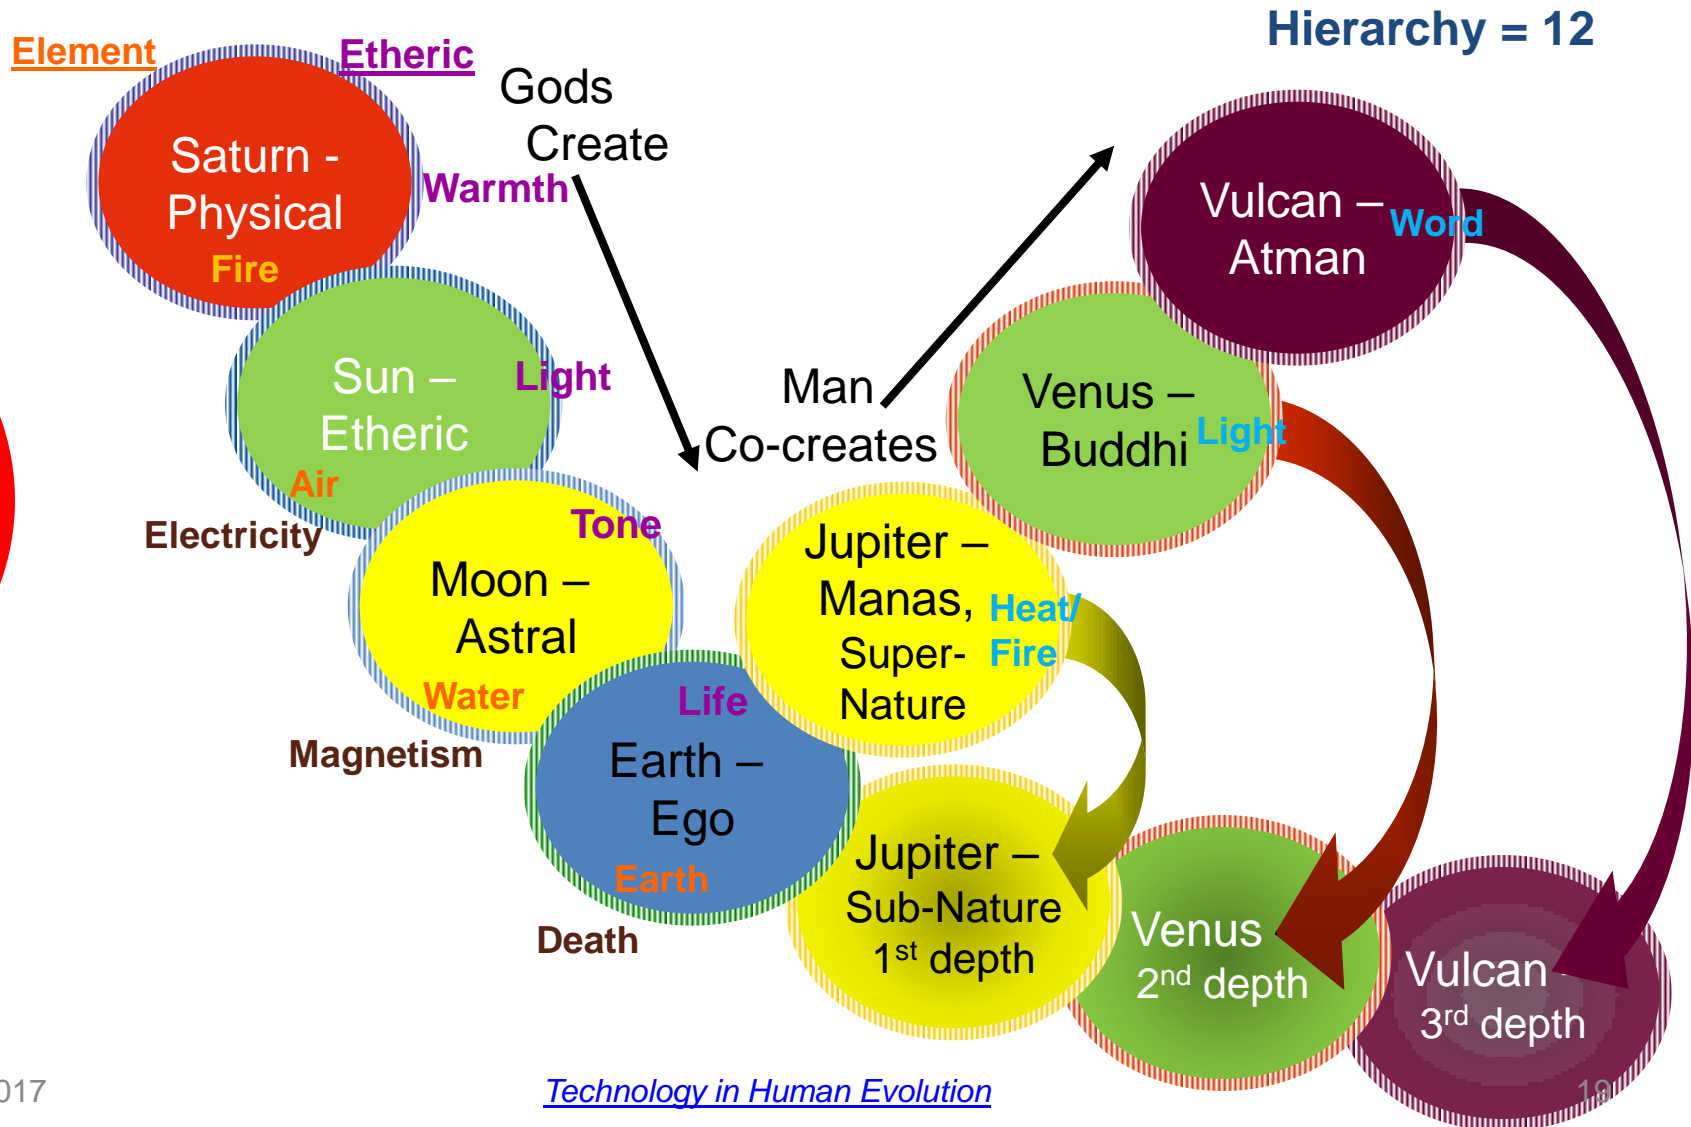 Hierarchy = 12
Element
Etheric
Gods
Create
Saturn -
Physical
Warmth
Fire
Vulcan –
Atman
Word
Sun –
Etheric
Light
Air
Electricity
Man
Co-creates
Venus –
Buddhi
Light
Tone
Moon –
Astral
Water
Magnetism
Jupiter –
Manas,
Super-
Nature
Heat/
Fire
Life
Earth –
Ego
Earth
Death
Jupiter –
Sub-Nature
1st depth
Venus
2nd depth
Vulcan -
3rd depth
017
Technology in Human Evolution
19